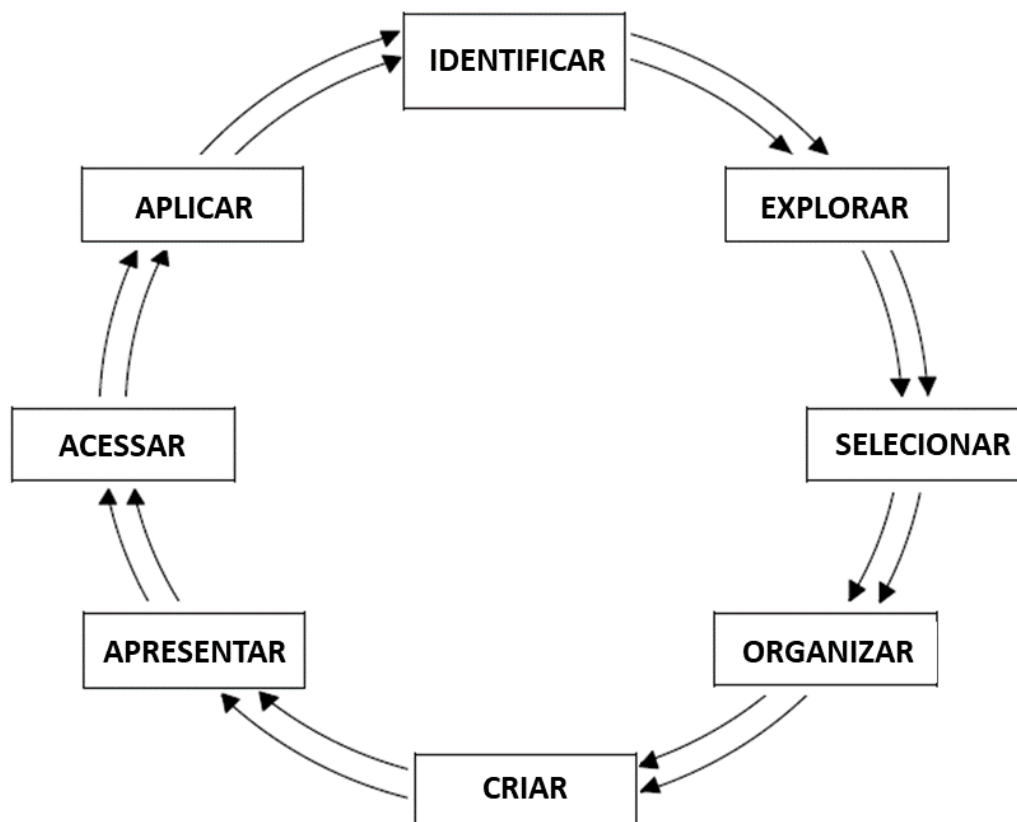 IDENTIFICAR
EXPLORAR
SELECIONAR
ORGANIZAR
CRIAR
APRESENTAR
ACESSAR
APLICAR